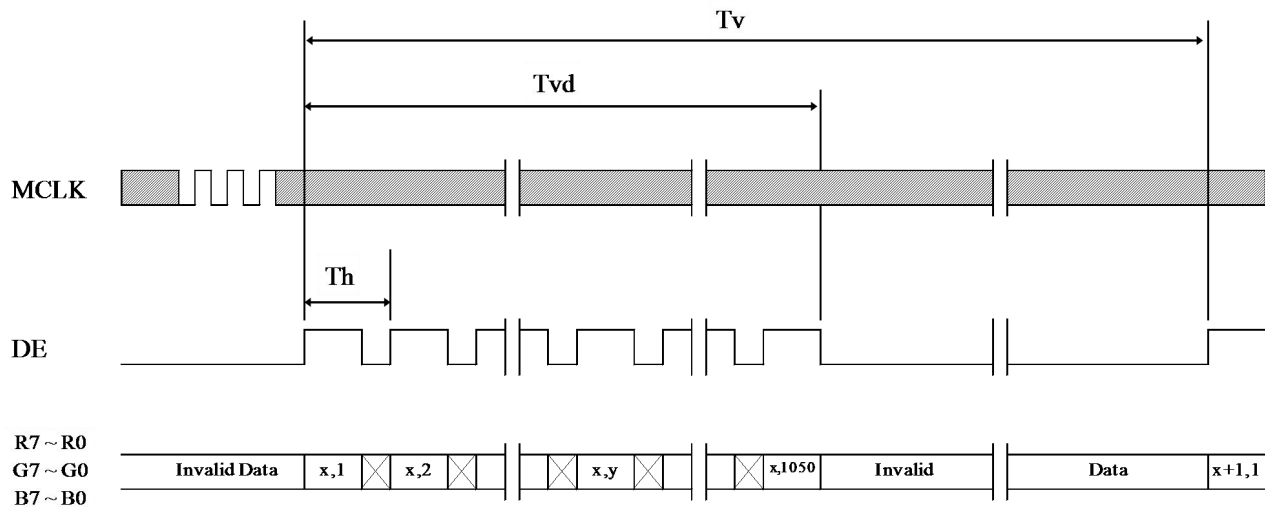 Tv
Tvd
MCLK
Th
DE
R7 ~ R0
G7 ~ G0
B7 ~ B0
Invalid Data
x,1
x,2
x,y
x,1050
Invalid
Data
x+1,1